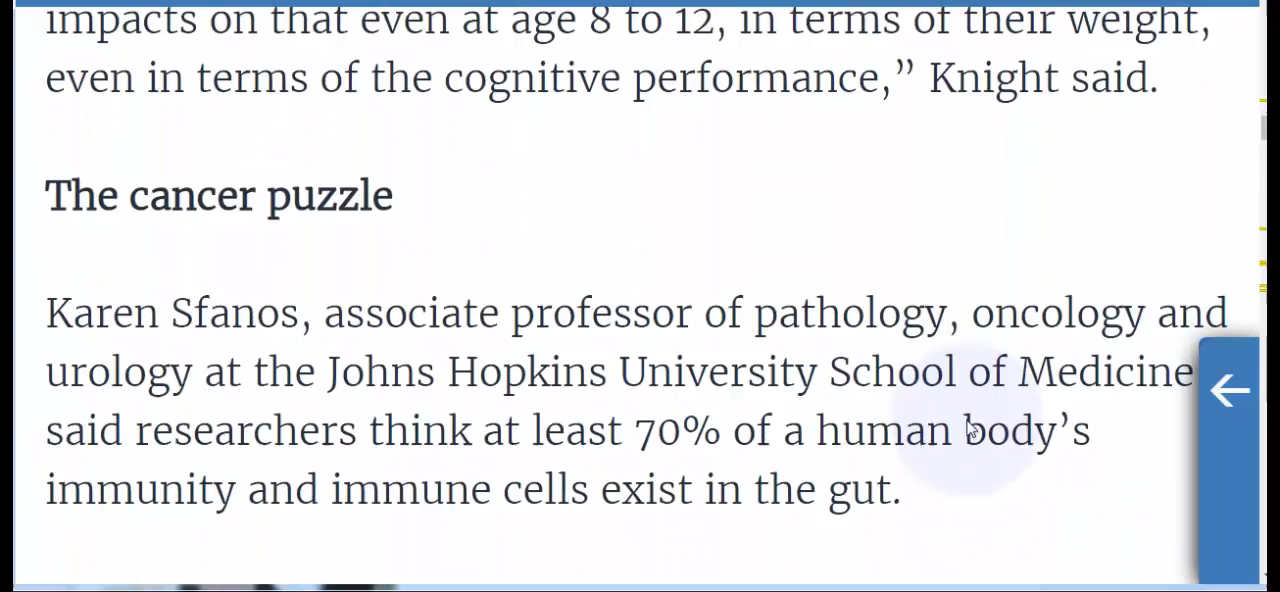 impacts on that even at age 8 to 12, in terms of their weight,
even in terms of the cognitive performance,” Knight said.
The cancer puzzle
Karen Sfanos, associate professor of pathology, oncology and
urology at the Johns Hopkins University School of Medicine
said researchers think at least 70% of a human body’s
immunity and immune cells exist in the gut.